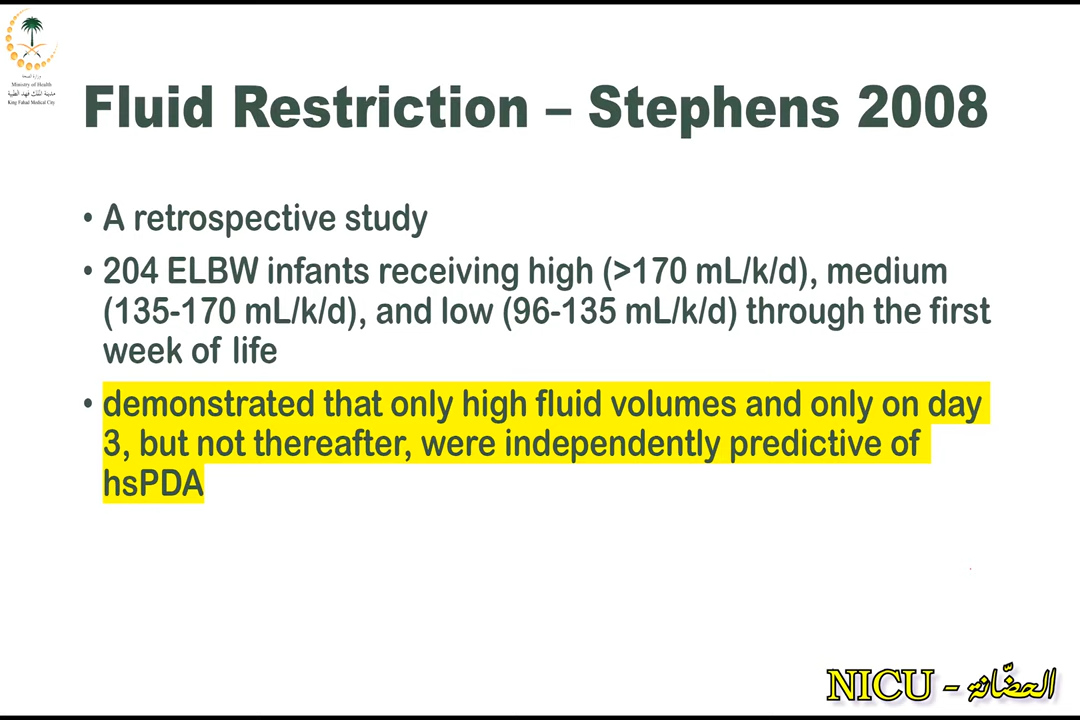 وزارة الصحة
Ministry of Health
مدينة الملك فهد الطبية
King Fahad Medical City
Fluid Restriction – Stephens 2008
• A retrospective study
• 204 ELBW infants receiving high (>170 mL/k/d), medium
(135-170 mL/k/d), and low (96-135 mL/k/d) through the first
week of life
• demonstrated that only high fluid volumes and only on day
3, but not thereafter, were independently predictive of
hsPDA
NICU - الحضّانة